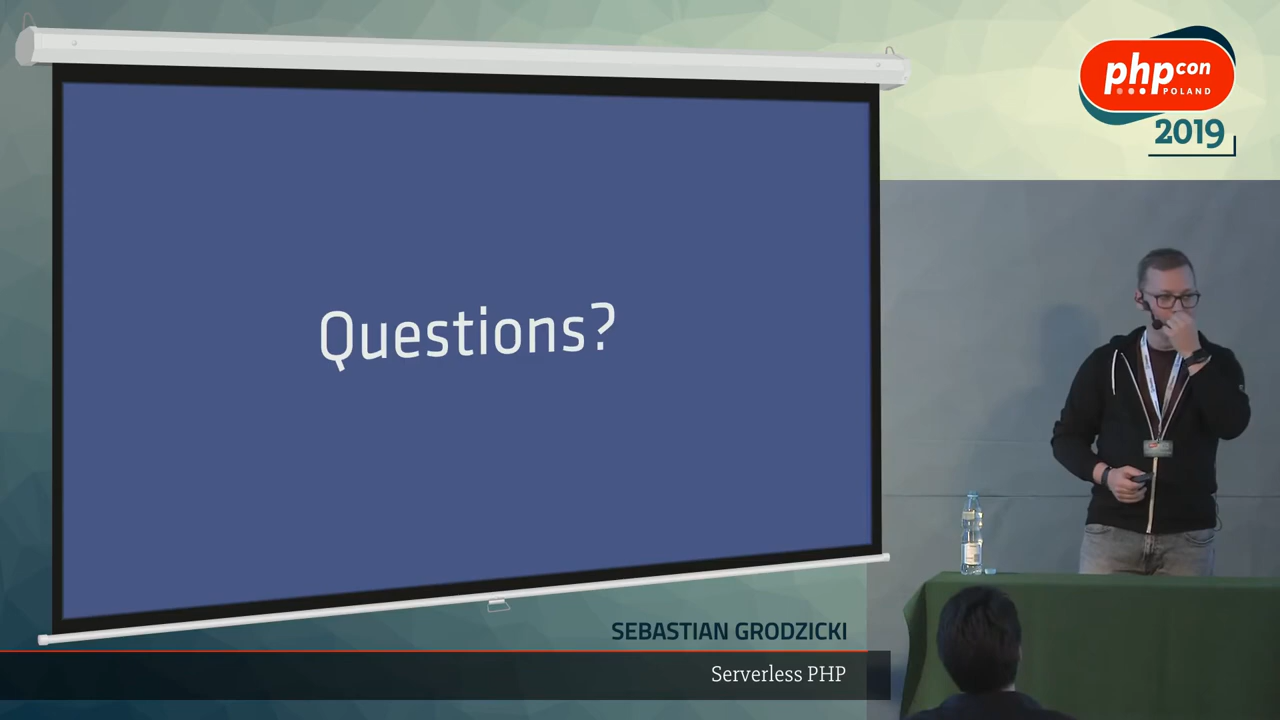 phpcon
POLAND
2019
Questions?
SEBASTIAN GRODZICKI
Serverless PHP